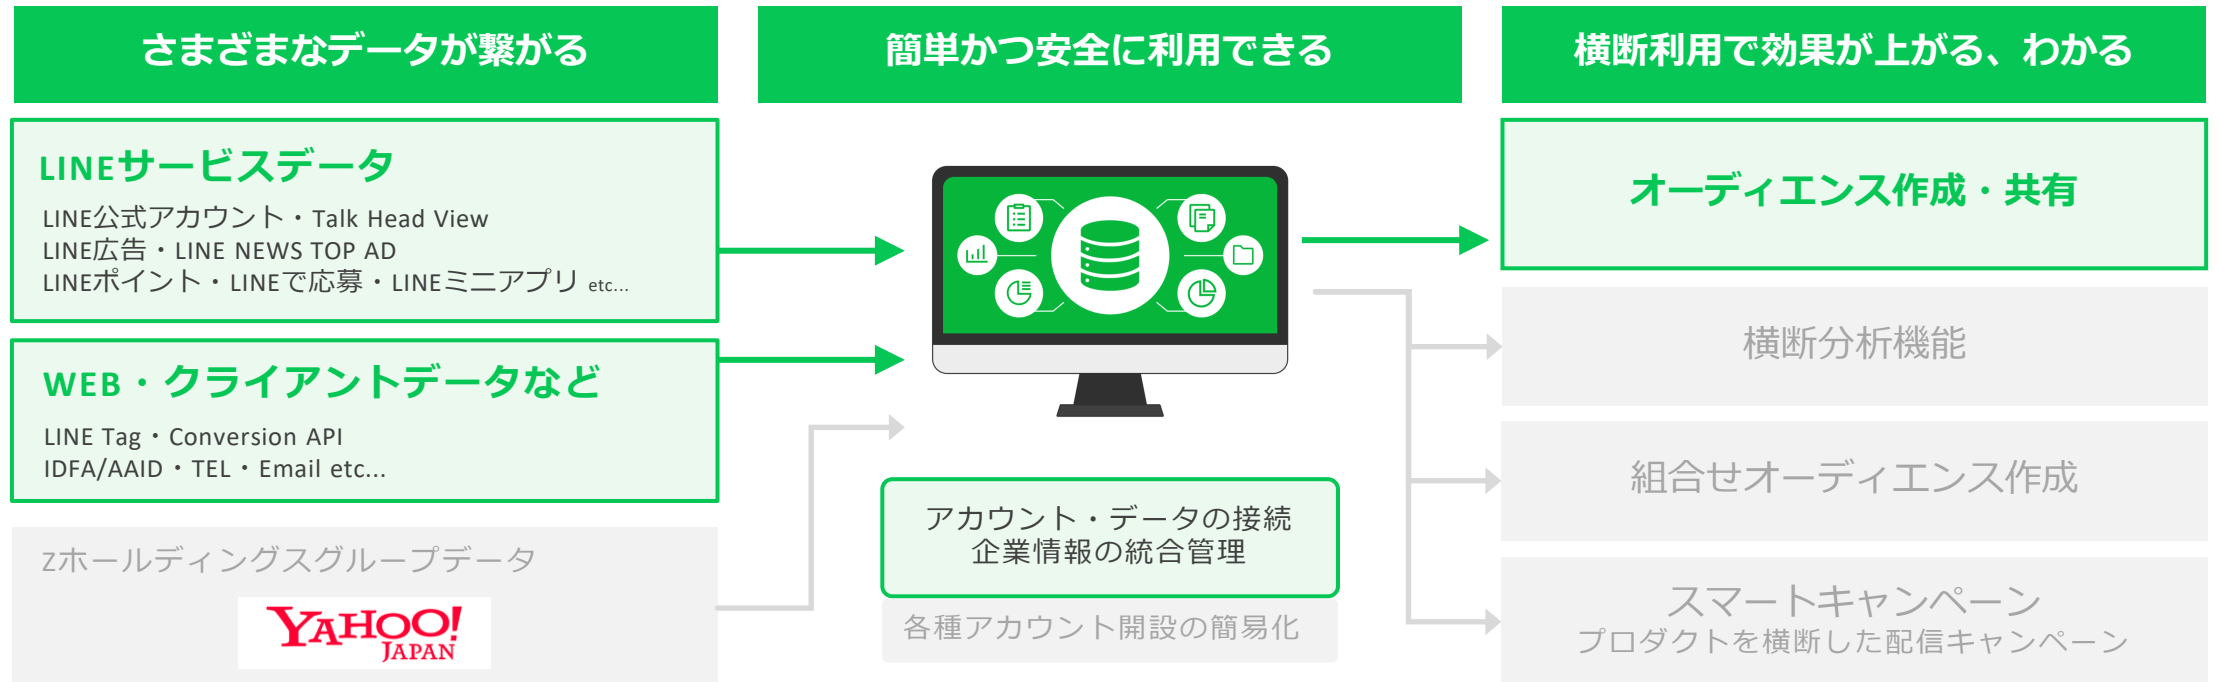 さまざまなデータが繋がる
簡単かつ安全に利用できる
横断利用で効果が上がる、わかる
LINEサービスデータ
LINE公式アカウント・Talk Head View
LINE広告・LINE NEWS TOP AD
LINEポイント・LINEで応募・LINEミニアプリ etc...
WEB・クライアントデータなど
LINE Tag・Conversion API
IDFA/AAID・TEL・Email etc...
Zホールディングスグループデータ
YAHOO!
JAPAN
アカウント・データの接続
企業情報の統合管理
各種アカウント開設の簡易化
オーディエンス作成・共有
横断分析機能
組合せオーディエンス作成
スマートキャンペーン
プロダクトを横断した配信キャンペーン